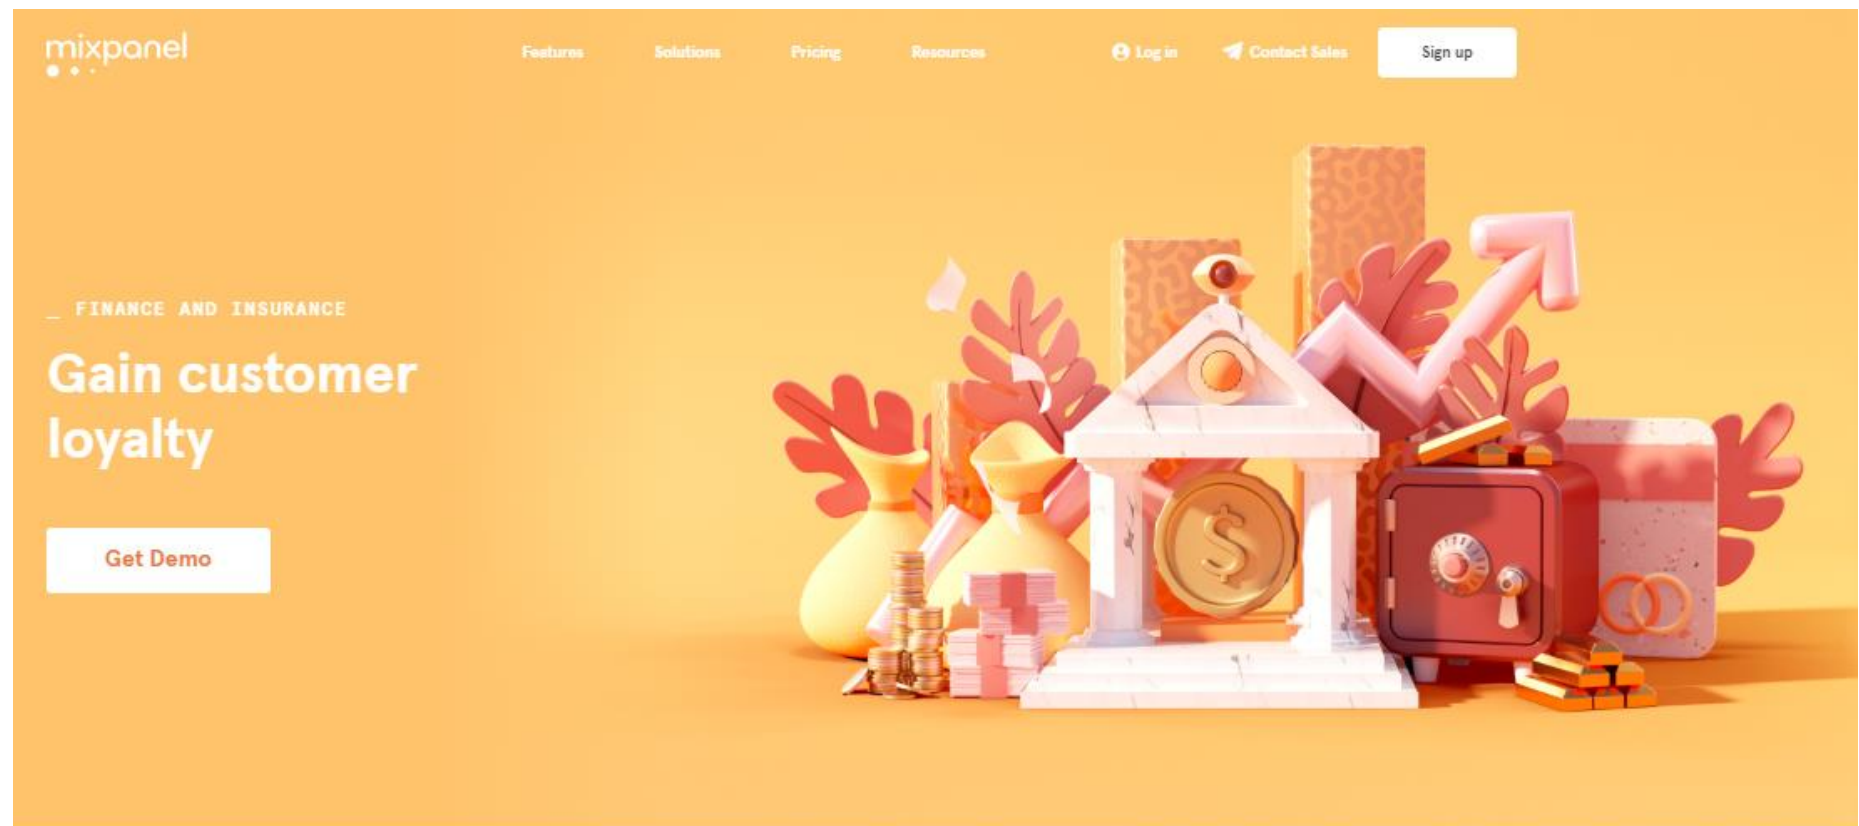 mixpanel
Features Solutions Pricing Resources Log in Contact Sales Sign up
_ FINANCE AND INSURANCE
Gain customer
loyalty
Get Demo
$